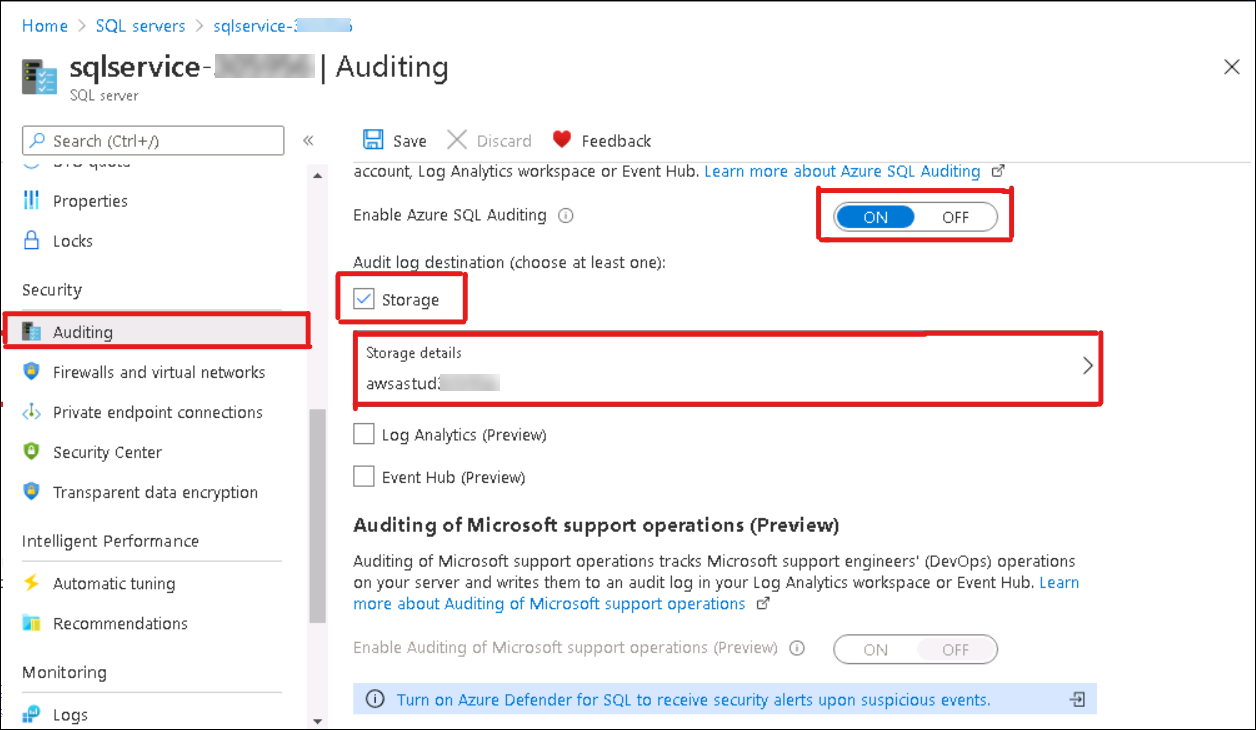 Home > SQL servers > sqlservice-
sqlservice- | Auditing
SQL server
Search (Ctrl+/)
«
Save
Discard
Feedback
Properties
Locks
Security
Auditing
Firewalls and virtual networks
Private endpoint connections
Security Center
Transparent data encryption
Intelligent Performance
Automatic tuning
Recommendations
Monitoring
Logs
account, Log Analytics workspace or Event Hub. Learn more about Azure SQL Auditing
Enable Azure SQL Auditing
ON OFF
Audit log destination (choose at least one):
Storage
Storage details
awsastud
Log Analytics (Preview)
Event Hub (Preview)
Auditing of Microsoft support operations (Preview)
Auditing of Microsoft support operations tracks Microsoft support engineers' (DevOps) operations
on your server and writes them to an audit log in your Log Analytics workspace or Event Hub. Learn
more about Auditing of Microsoft support operations
Enable Auditing of Microsoft support operations (Preview)
ON OFF
Turn on Azure Defender for SQL to receive security alerts upon suspicious events.